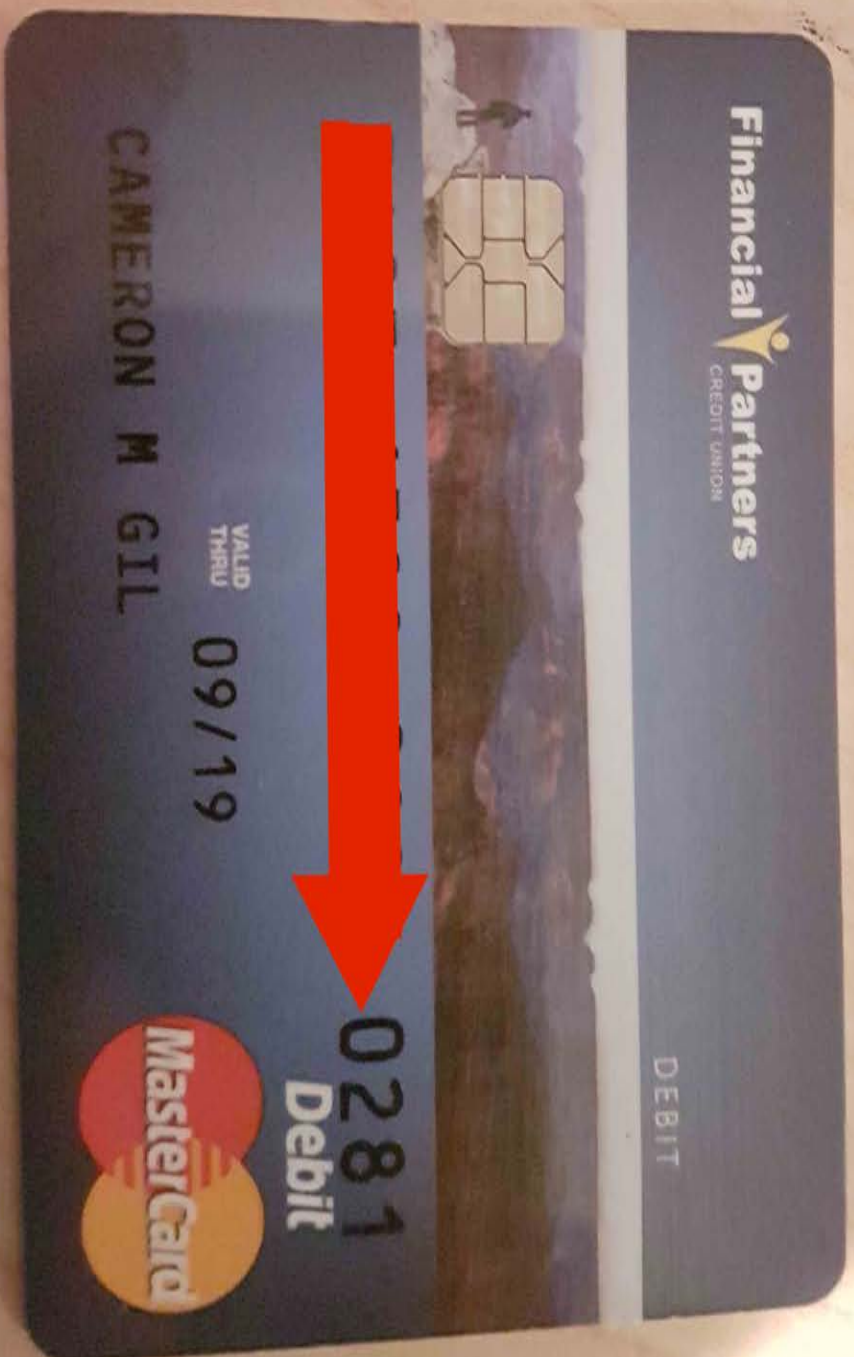 Financial Partners
CREDIT UNION
DEBIT
0281
Debit
VALID
THRU 09/19
CAMERON M GIL
MasterCard